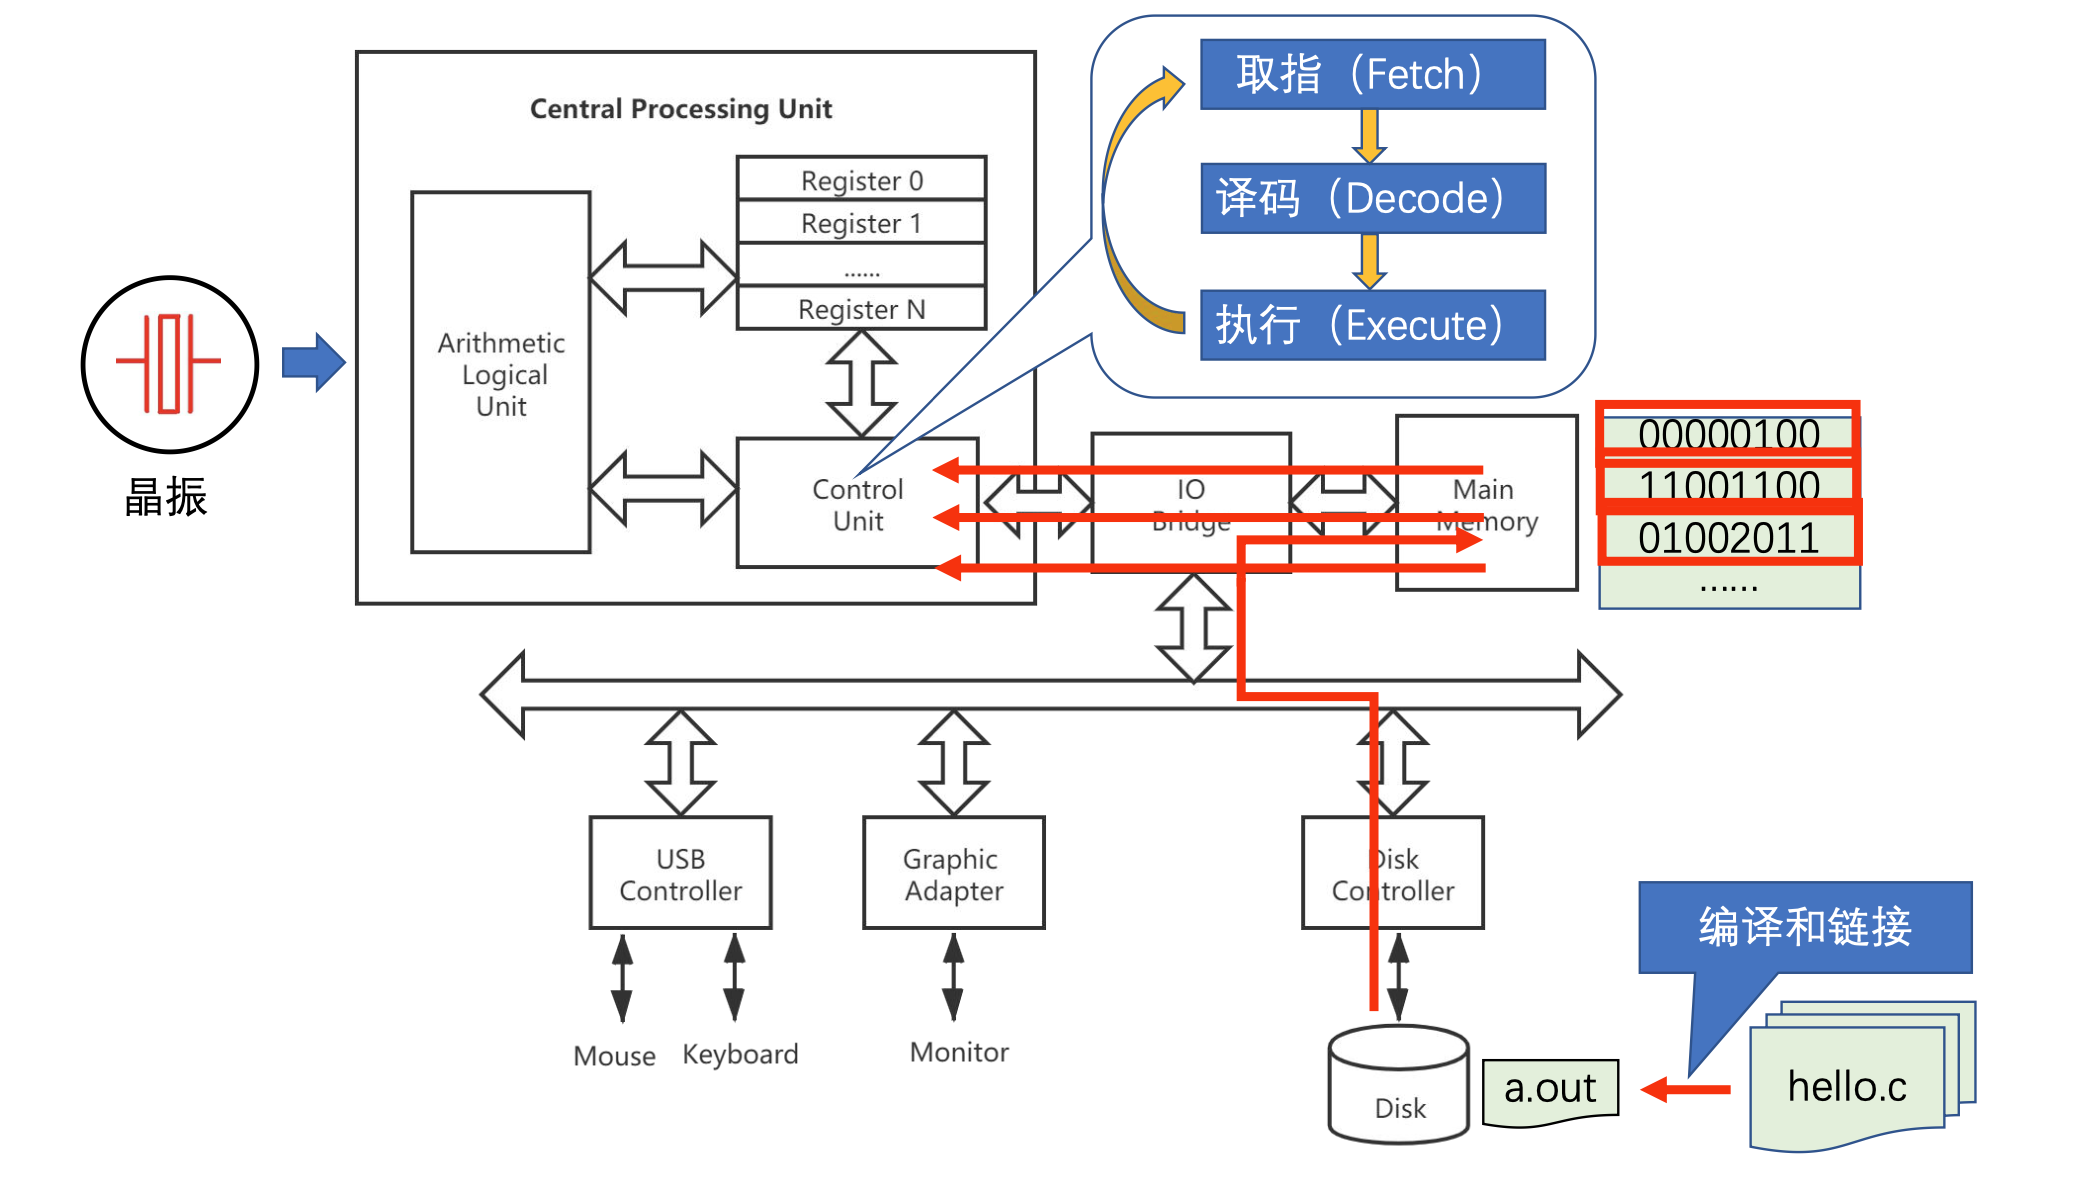 取指（Fetch）
Central Processing Unit
Register 0
译码（Decode）
Register 1
......
Register N
执行（Execute）
Arithmetic
Logical
Unit
00000100
晶振
Control
Unit
IO
Bridge
Main
Memory
11001100
01002011
......
USB
Controller
Graphic
Adapter
Disk
Controller
编译和链接
Mouse
Keyboard
Monitor
Disk
a.out
hello.c